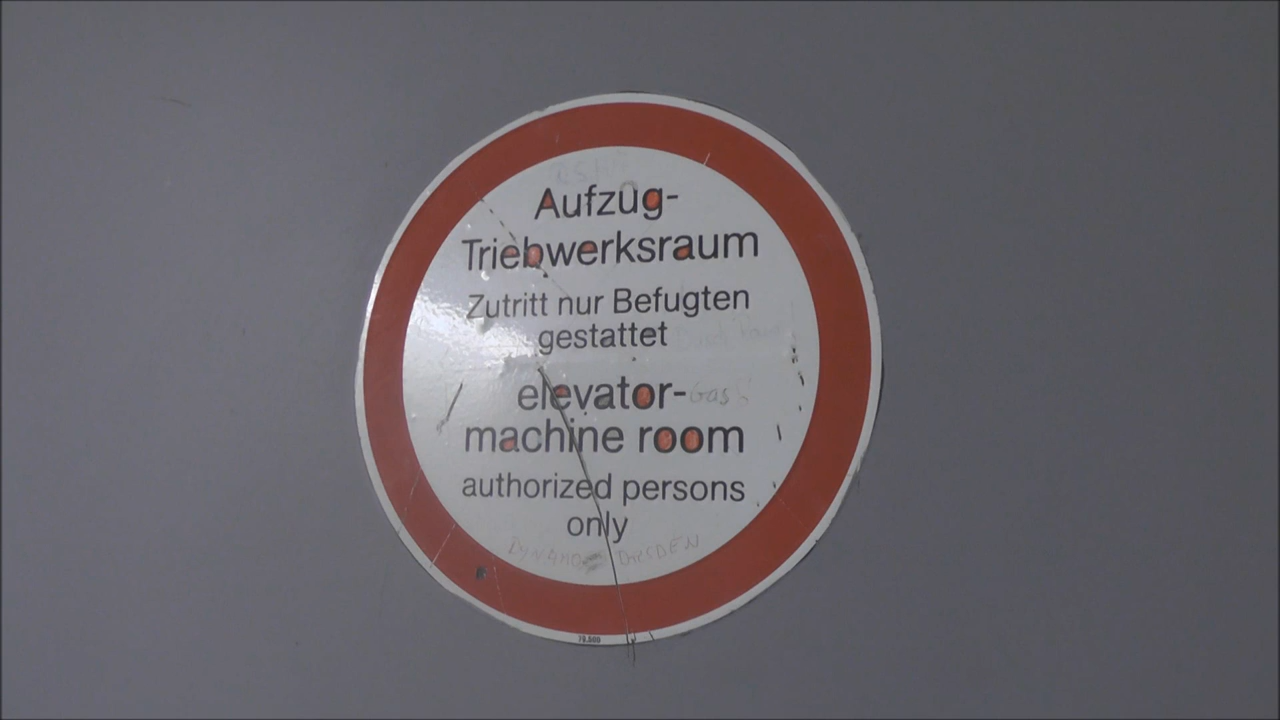 Aufzug-
Triebwerksraum
Zutritt nur Befugten
gestattet
elevator-
machine room
authorized persons
only
DYNAMO DRESDEN